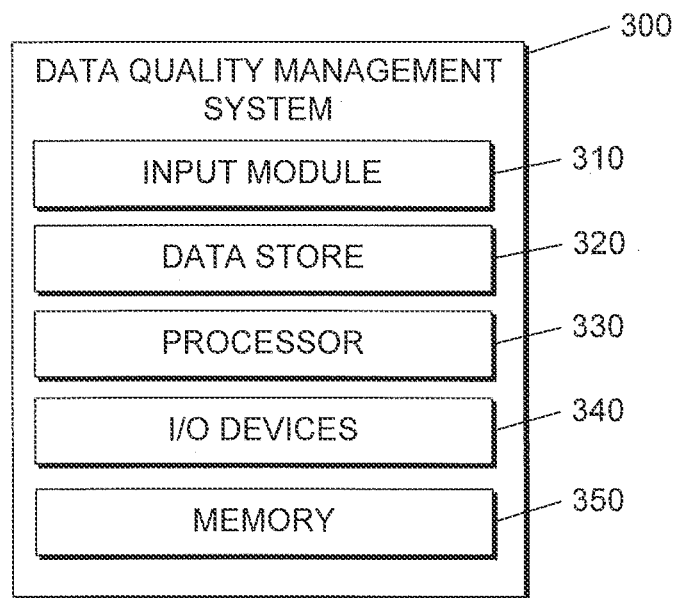 300
DATA QUALITY MANAGEMENT
SYSTEM
INPUT MODULE
310
DATA STORE
320
PROCESSOR
330
I/O DEVICES
340
MEMORY
350